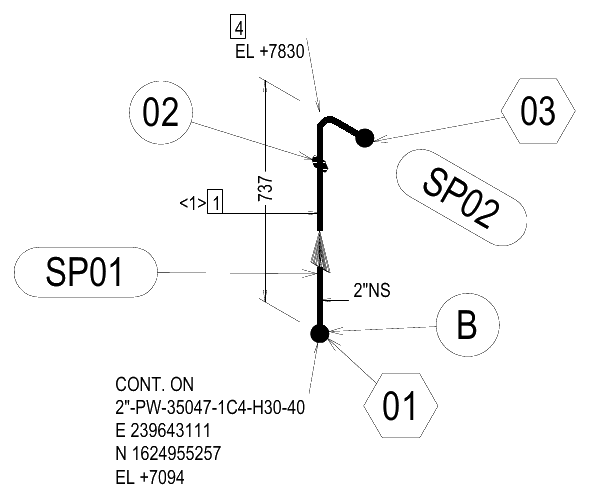 4
EL +7830
02
03
737
SP02
<1> 1
SP01
2"NS
B
01
CONT. ON
2"-PW-35047-1C4-H30-40
E 239643111
N 1624955257
EL +7094